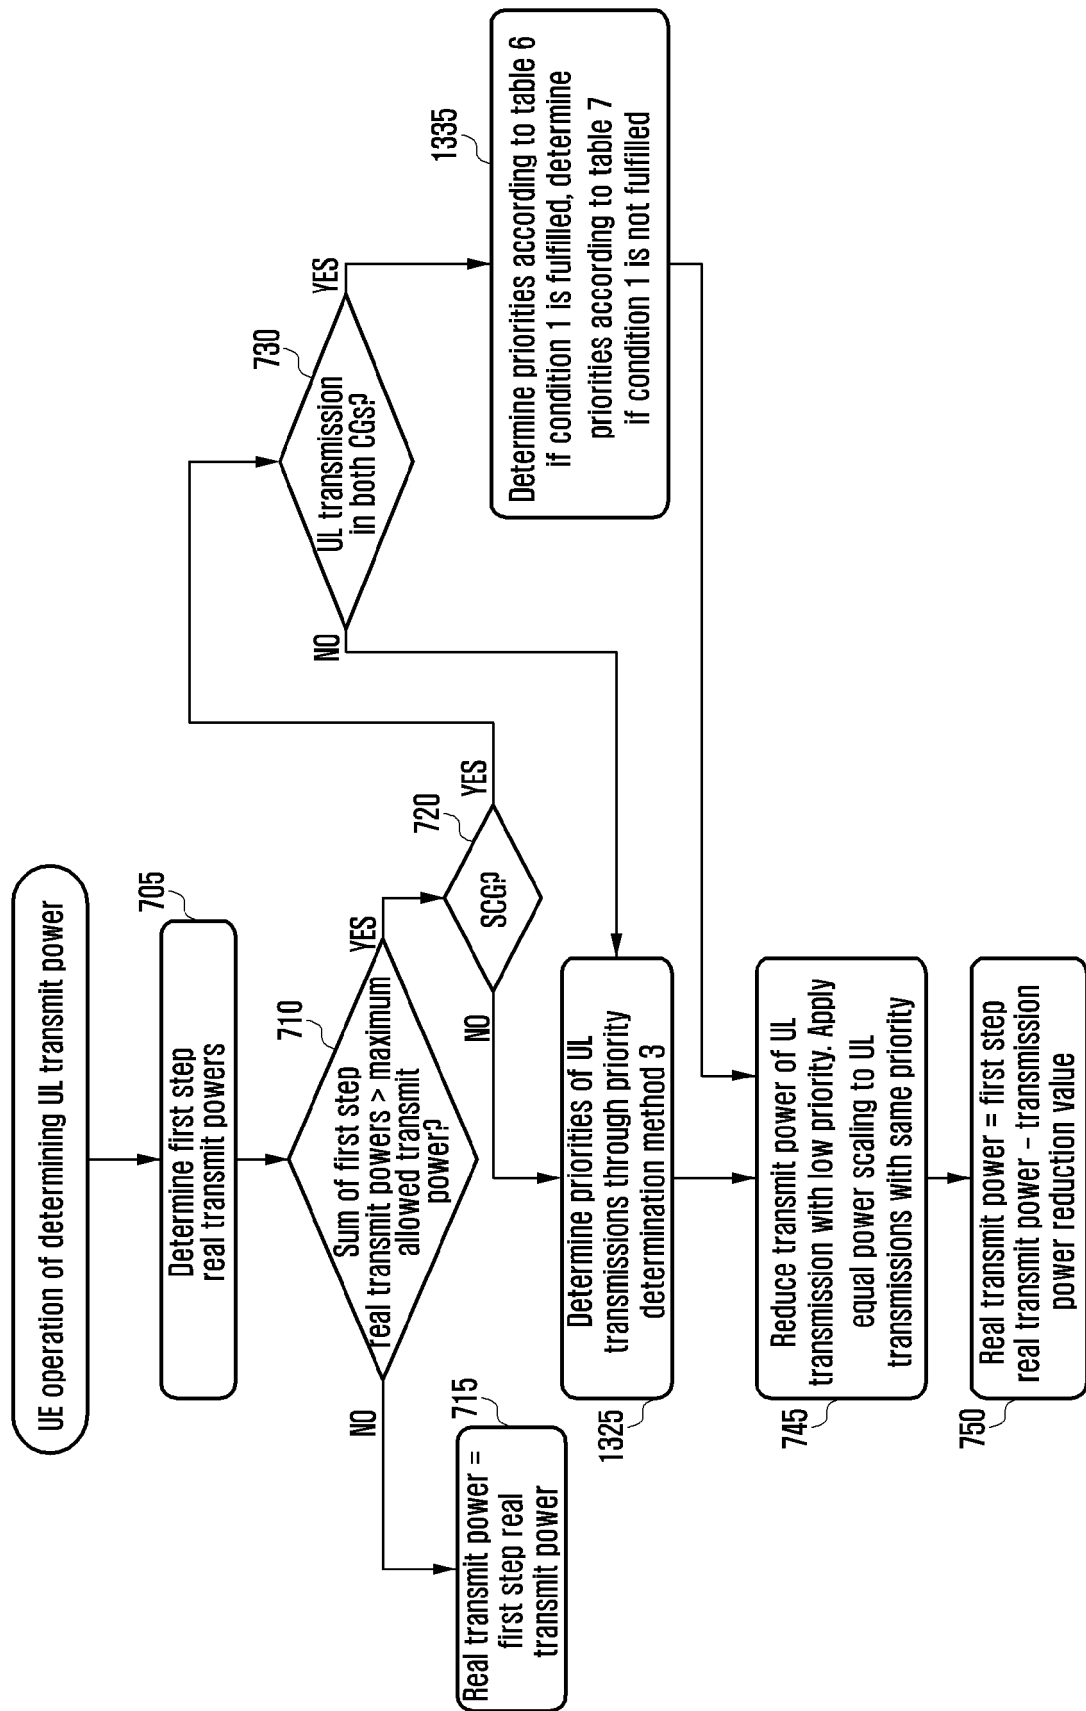 UE operation of determining UL transmit power
705
Determine first step
real transmit powers
710
Sum of first step
real transmit powers > maximum
allowed transmit
power?
NO
YES
715
Real transmit power =
first step real
transmit power
720
SCG?
NO
YES
730
UL transmission
in both CGs?
NO
YES
1325
Determine priorities of UL
transmissions through priority
determination method 3
1335
Determine priorities according to table 6
if condition 1 is fulfilled, determine
priorities according to table 7
if condition 1 is not fulfilled
745
Reduce transmit power of UL
transmission with low priority. Apply
equal power scaling to UL
transmissions with same priority
750
Real transmit power = first step
real transmit power – transmission
power reduction value